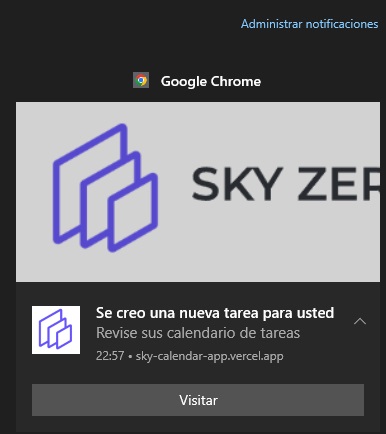 Administrar notificaciones
Google Chrome
SKY ZER
Se creo una nueva tarea para usted
Revise sus calendario de tareas
22:57 • sky-calendar-app.vercel.app
Visitar